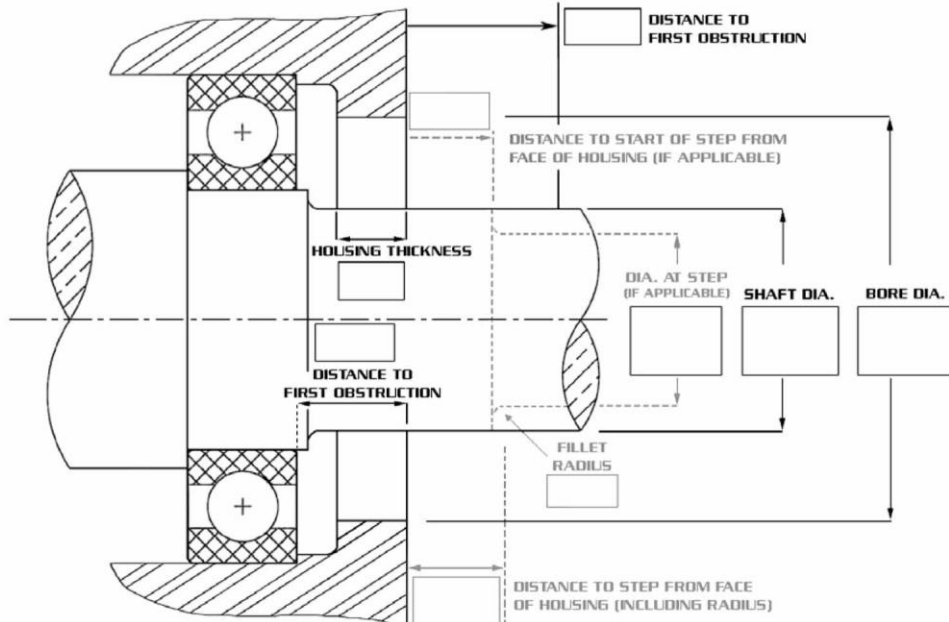 DISTANCE TO
FIRST OBSTRUCTION
DISTANCE TO START OF STEP FROM
FACE OF HOUSING (IF APPLICABLE)
HOUSING THICKNESS
DIA. AT STEP
(IF APPLICABLE)
SHAFT DIA.
BORE DIA.
DISTANCE TO
FIRST OBSTRUCTION
FILLET
RADIUS
DISTANCE TO STEP FROM FACE
OF HOUSING (INCLUDING RADIUS)